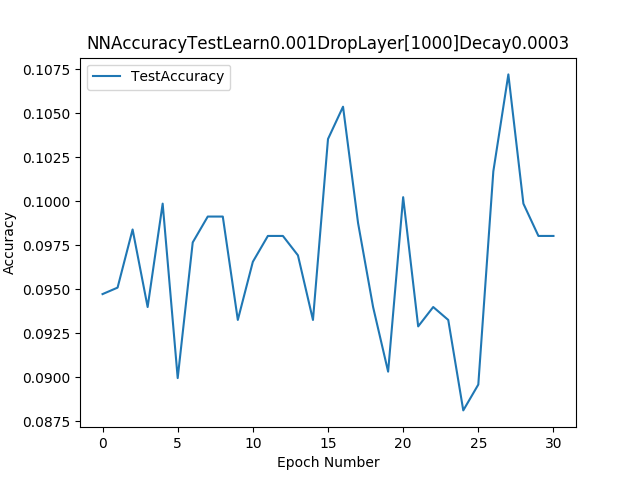 NNAccuracyTestLearn0.001DropLayer[1000]Decay0.0003
TestAccuracy
0.1075
0.1050
0.1025
0.1000
0.0975
0.0950
0.0925
0.0900
0.0875
Accuracy
0 5 10 15 20 25 30
Epoch Number